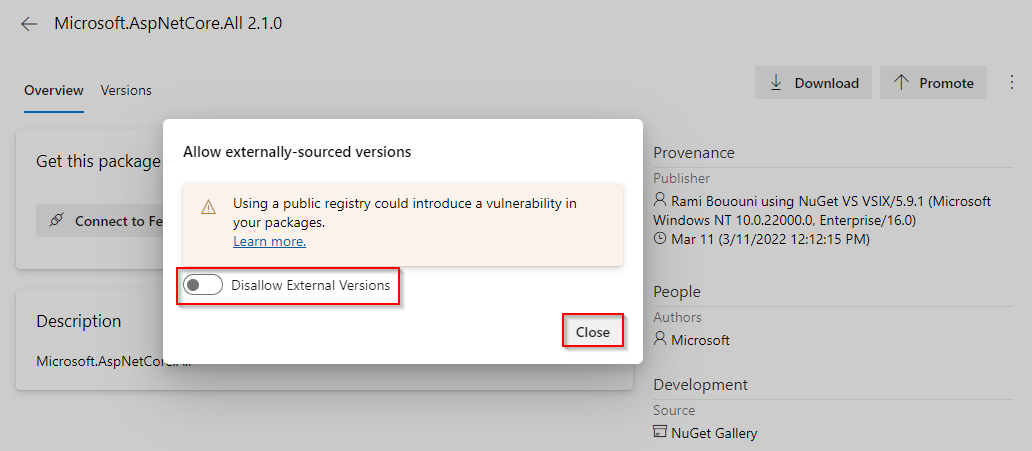 Microsoft.AspNetCore.All 2.1.0
Overview
Versions
Download
Promote
Get this package
Connect to Fe
Allow externally-sourced versions
Using a public registry could introduce a vulnerability in
your packages.
Learn more.
Disallow External Versions
Close
Description
Microsoft.AspNetCore.All
Provenance
Publisher
Rami Bououni using NuGet VS VSIX/5.9.1 (Microsoft
Windows NT 10.0.22000.0, Enterprise/16.0)
Mar 11 (3/11/2022 12:12:15 PM)
People
Authors
Microsoft
Development
Source
NuGet Gallery